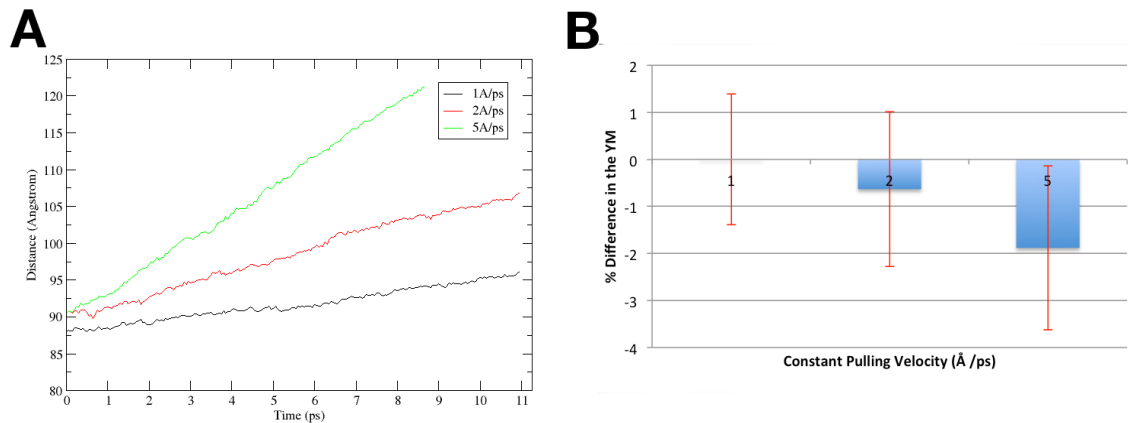 A
125
120
115
110
105
100
95
90
85
80
Distance (Angstrom)
1A/ps
2A/ps
5A/ps
0 1 2 3 4 5 6 7 8 9 10 11
Time (ps)
B
2
1
0
-1
-2
-3
-4
% Difference in the YM
1 2 5
Constant Pulling Velocity (Å /ps)